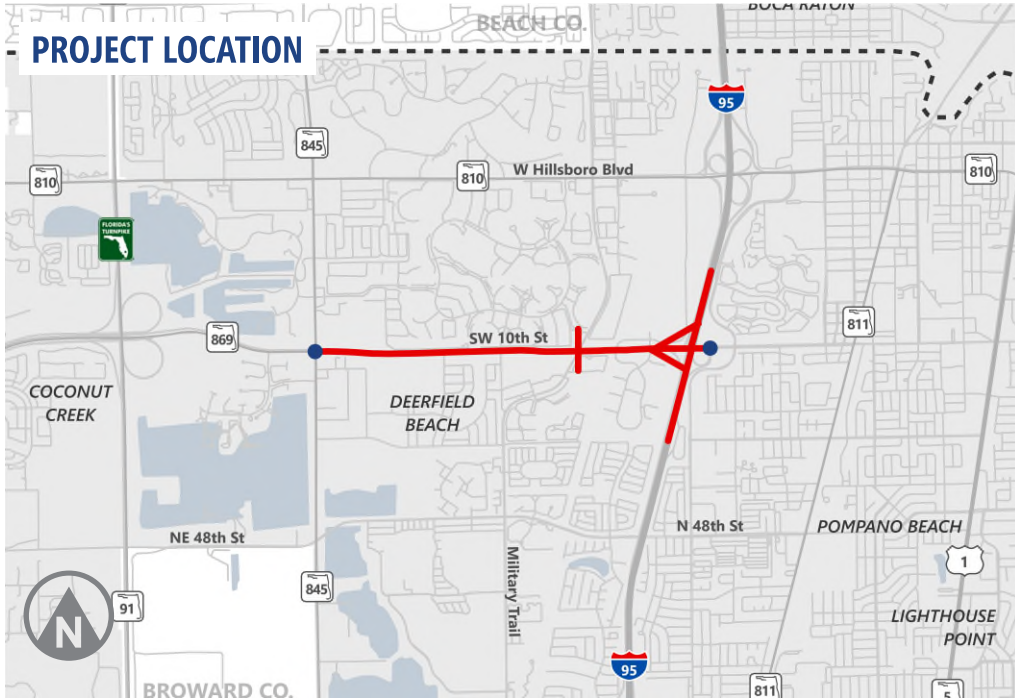 BOCA RATON
BEACH CO.
PROJECT LOCATION
95
845
810
810
W Hillsboro Blvd
810
FLORIDA'S
TURNPIKE
811
869
SW 10th St
COCONUT
CREEK
DEERFIELD
BEACH
NE 48th St
N 48th St
POMPANO BEACH
Military Trail
1
845
91
N
LIGHTHOUSE
POINT
95
BROWARD CO.
811
5